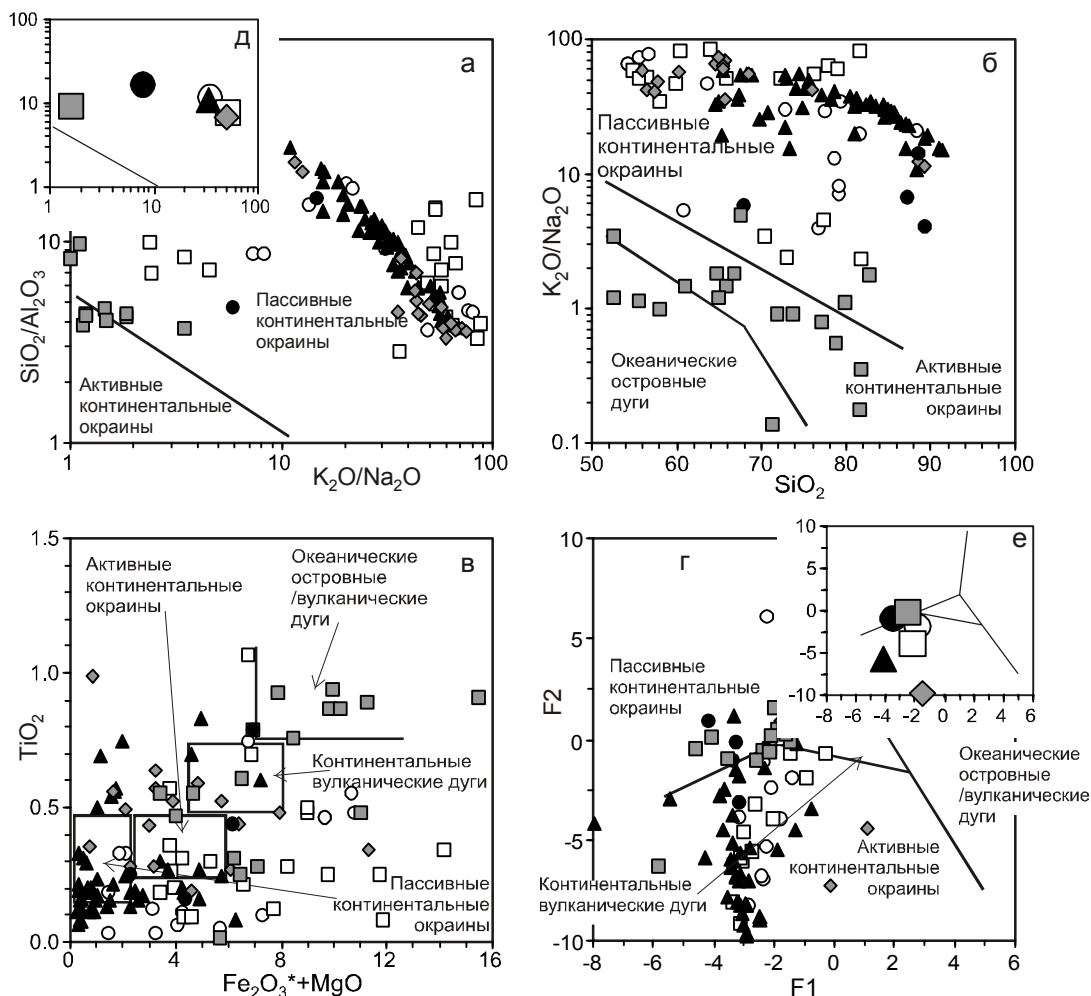 100
10
1
1
10
100
д
а
10
1
1
10
100
SiO2/Al2O3
K2O/Na2O
Пассивные
континентальные
окраины
Активные
континентальные
окраины
б
100
10
1
0.1
50
60
70
80
90
100
K2O/Na2O
SiO2
Пассивные
континентальные
окраины
Океанические
островные
дуги
Активные
континентальные
окраины
в
1.5
1.0
0.5
0.0
0
4
8
12
16
TiO2
Fe2O3*+MgO
Активные
континентальные
окраины
Океанические
островные
/вулканические
дуги
Континентальные
вулканические дуги
Пассивные
континентальные
окраины
г
10
5
0
-5
-10
-8
-6
-4
-2
0
2
4
6
F2
F1
Пассивные
континентальные
окраины
Океанические
островные
/вулканические
дуги
Активные
континентальные
окраины
Континентальные
вулканические дуги
е
10
5
0
-5
-10
-8
-6
-4
-2
0
2
4
6